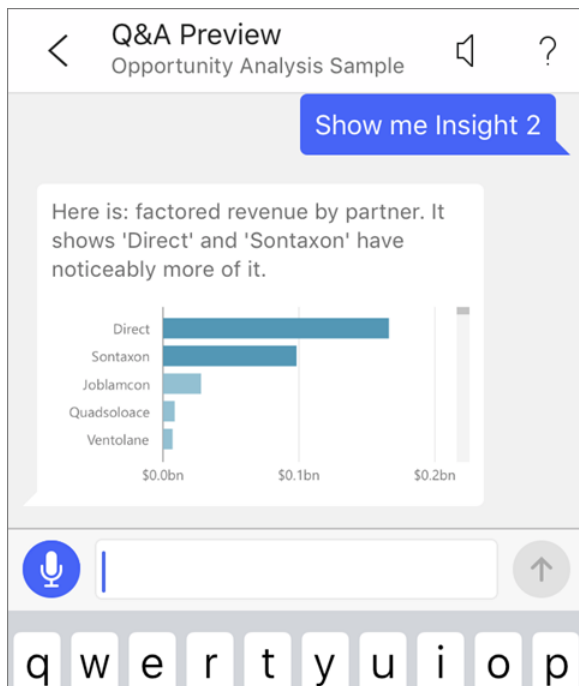 Q&A Preview
Opportunity Analysis Sample
?
Show me Insight 2
Here is: factored revenue by partner. It
shows 'Direct' and 'Sontaxon' have
noticeably more of it.
Direct
Sontaxon
Joblamcon
Quadsoloace
Ventolane
$0.0bn $0.1bn $0.2bn
q w e r t y u i o p